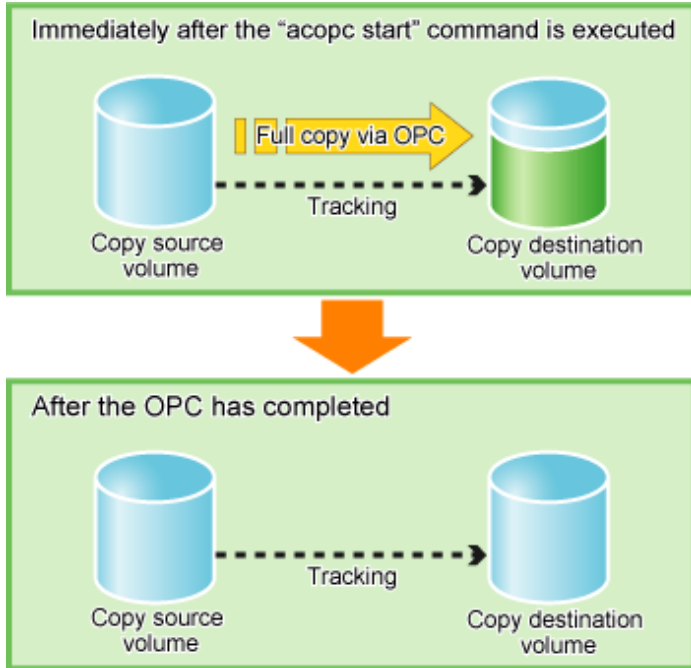 Immediately after the “acopc start” command is executed
Full copy via OPC
Tracking
Copy source
volume
Copy destination
volume
After the OPC has completed
Tracking
Copy source
volume
Copy destination
volume